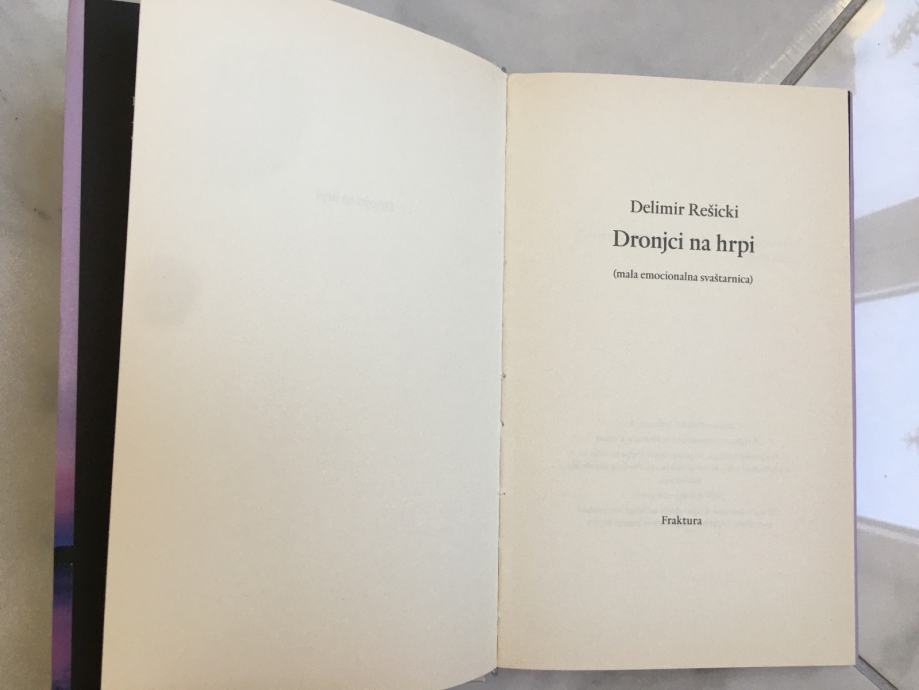 Delimir Rešicki
Dronjci na hrpi
(mala emocionalna svaštarnica)
Fraktura